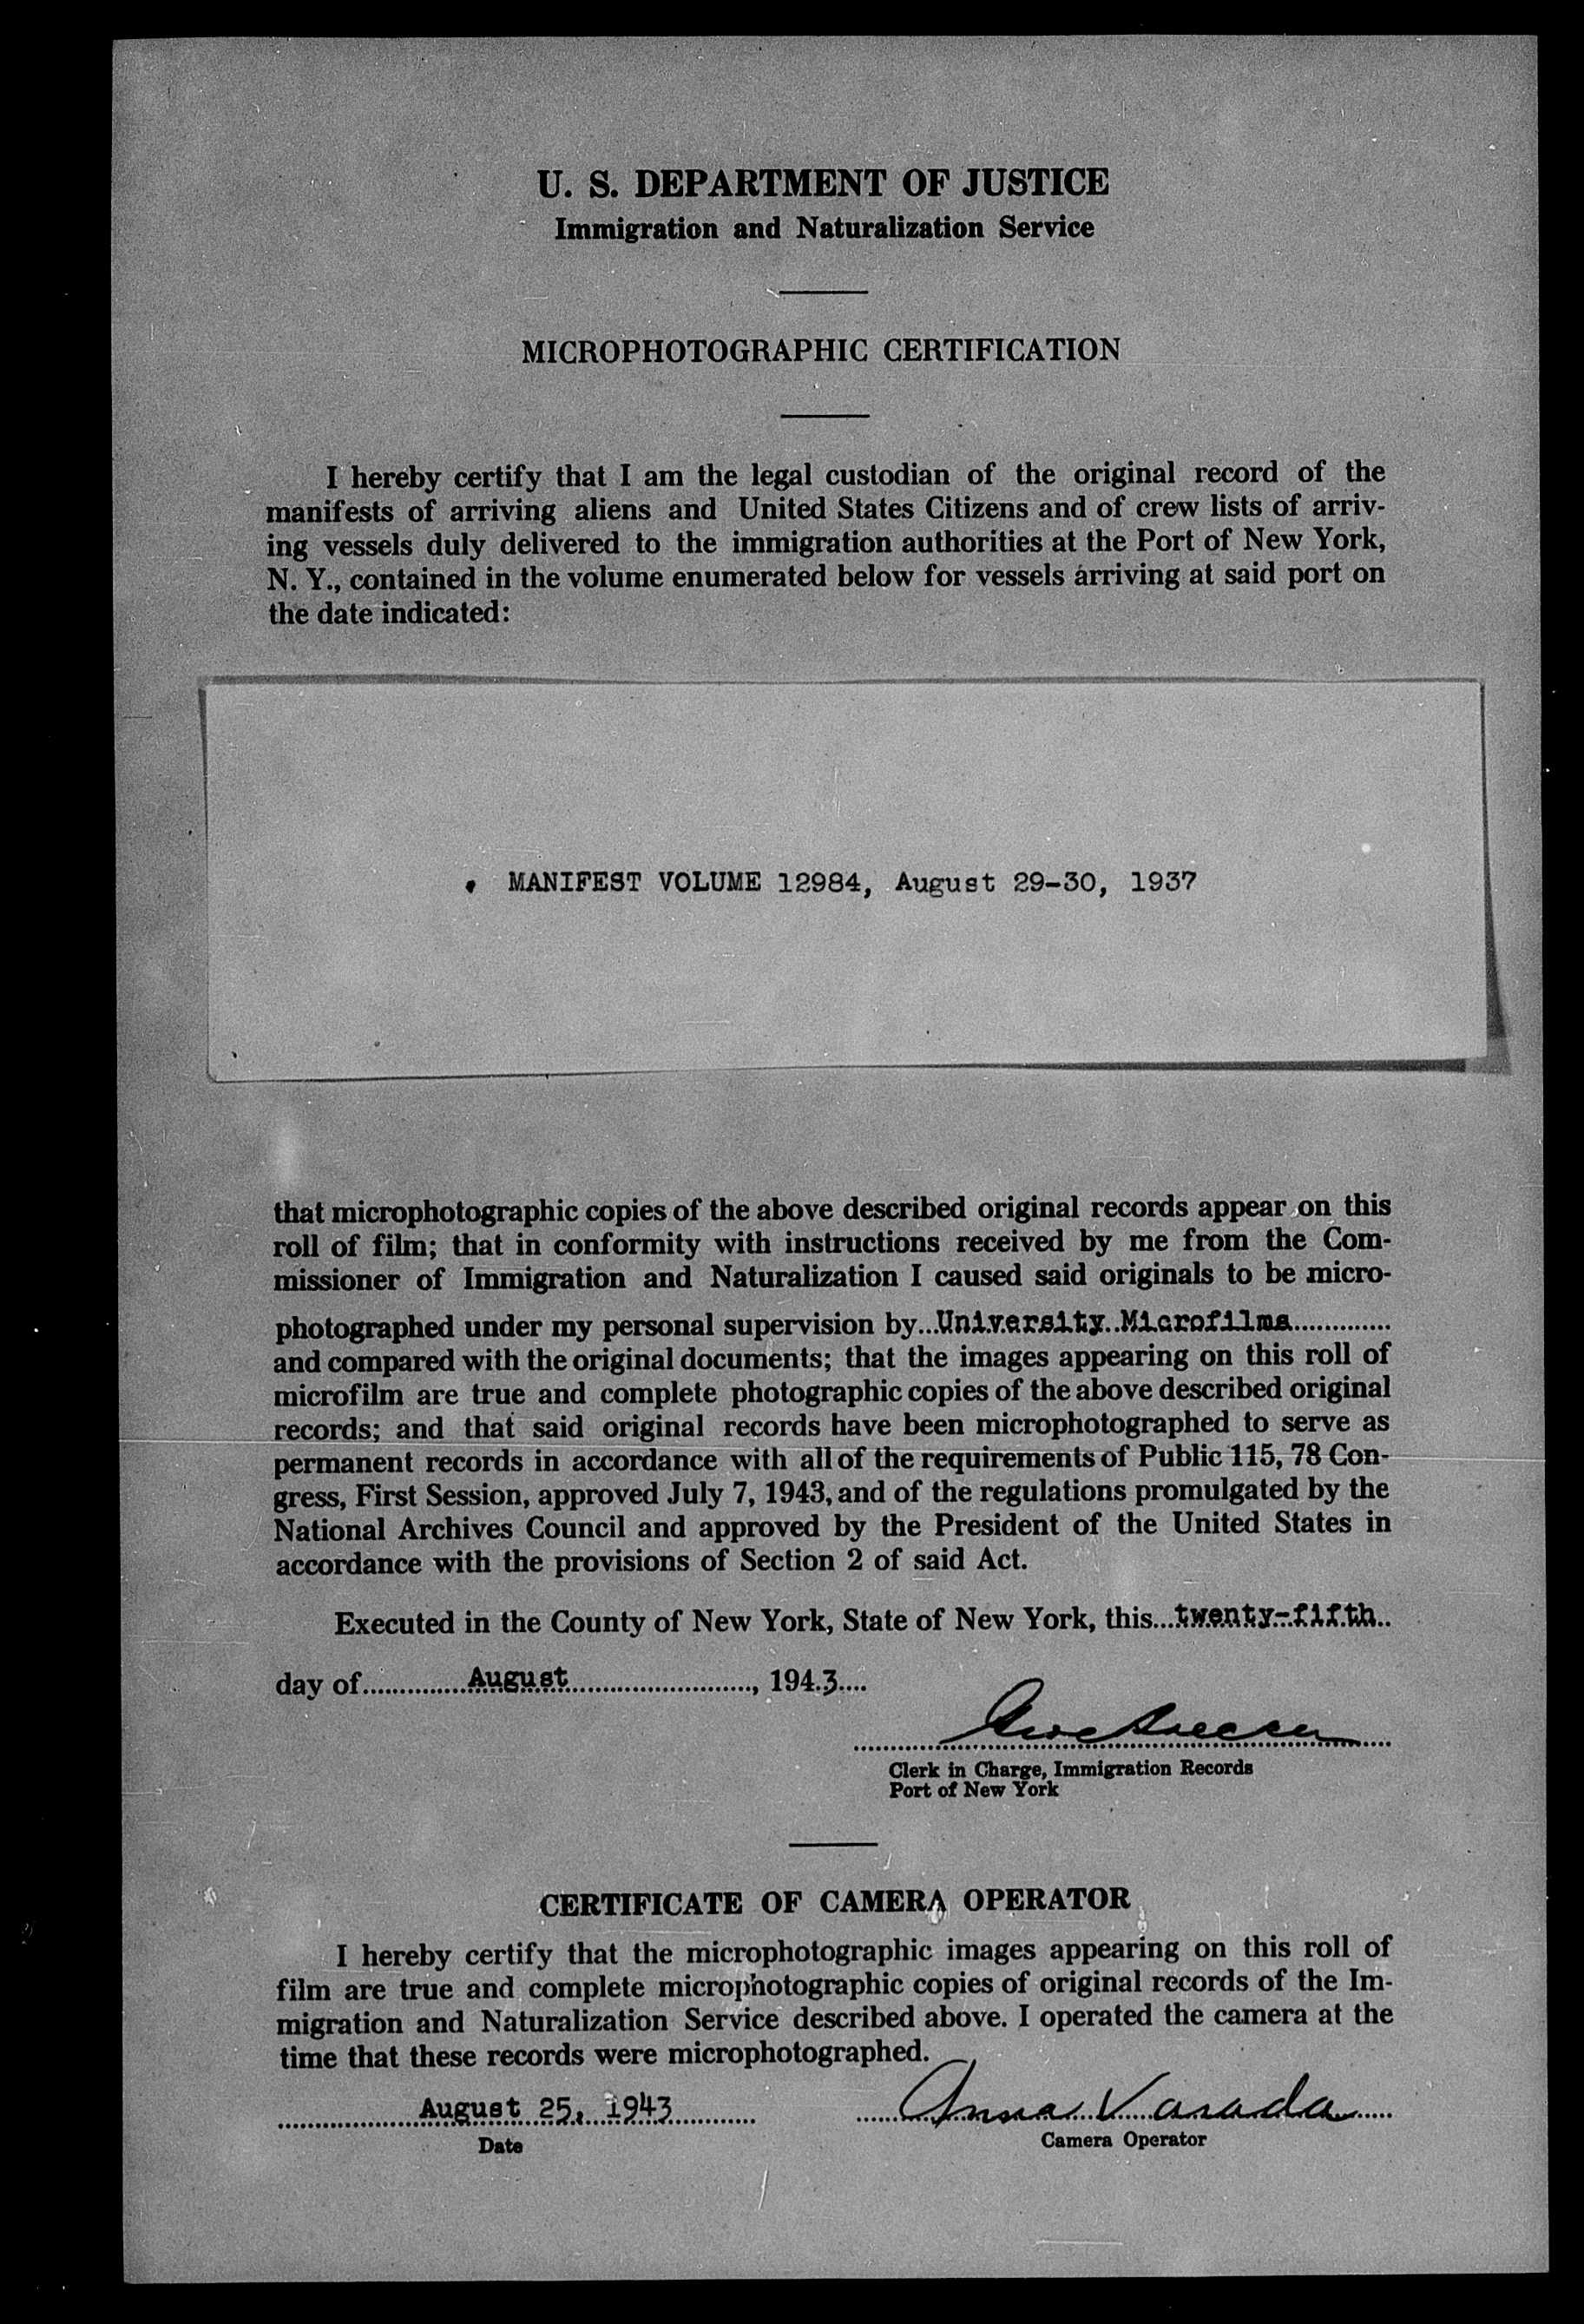 U. S. DEPARTMENT OF JUSTICE
Immigration and Naturalization Service
MICROPHOTOGRAPHIC CERTIFICATION
I hereby certify that I am the legal custodian of the original record of the
manifests of arriving aliens and United States Citizens and of crew lists of arriv-
ing vessels duly delivered to the immigration authorities at the Port of New York,
N. Y., contained in the volume enumerated below for vessels arriving at said port on
the date indicated:
MANIFEST VOLUME 12984, August 29-30, 1937
that microphotographic copies of the above described original records appear on this
roll of film; that in conformity with instructions received by me from the Com-
missioner of Immigration and Naturalization I caused said originals to be micro-
photographed under my personal supervision by...University Microfilms.............
and compared with the original documents; that the images appearing on this roll of
microfilm are true and complete photographic copies of the above described original
records; and that said original records have been microphotographed to serve as
permanent records in accordance with all of the requirements of Public 115, 78 Con-
gress, First Session, approved July 7, 1943, and of the regulations promulgated by the
National Archives Council and approved by the President of the United States in
accordance with the provisions of Section 2 of said Act.
Executed in the County of New York, State of New York, this...twenty-fifth..
day of..............August.........................., 194.3....
Clerk in Charge, Immigration Records
Port of New York
CERTIFICATE OF CAMERA OPERATOR
I hereby certify that the microphotographic images appearing on this roll of
film are true and complete microphotographic copies of original records of the Im-
migration and Naturalization Service described above. I operated the camera at the
time that these records were microphotographed.
August 25, 1943 Anna Varada
Date Camera Operator